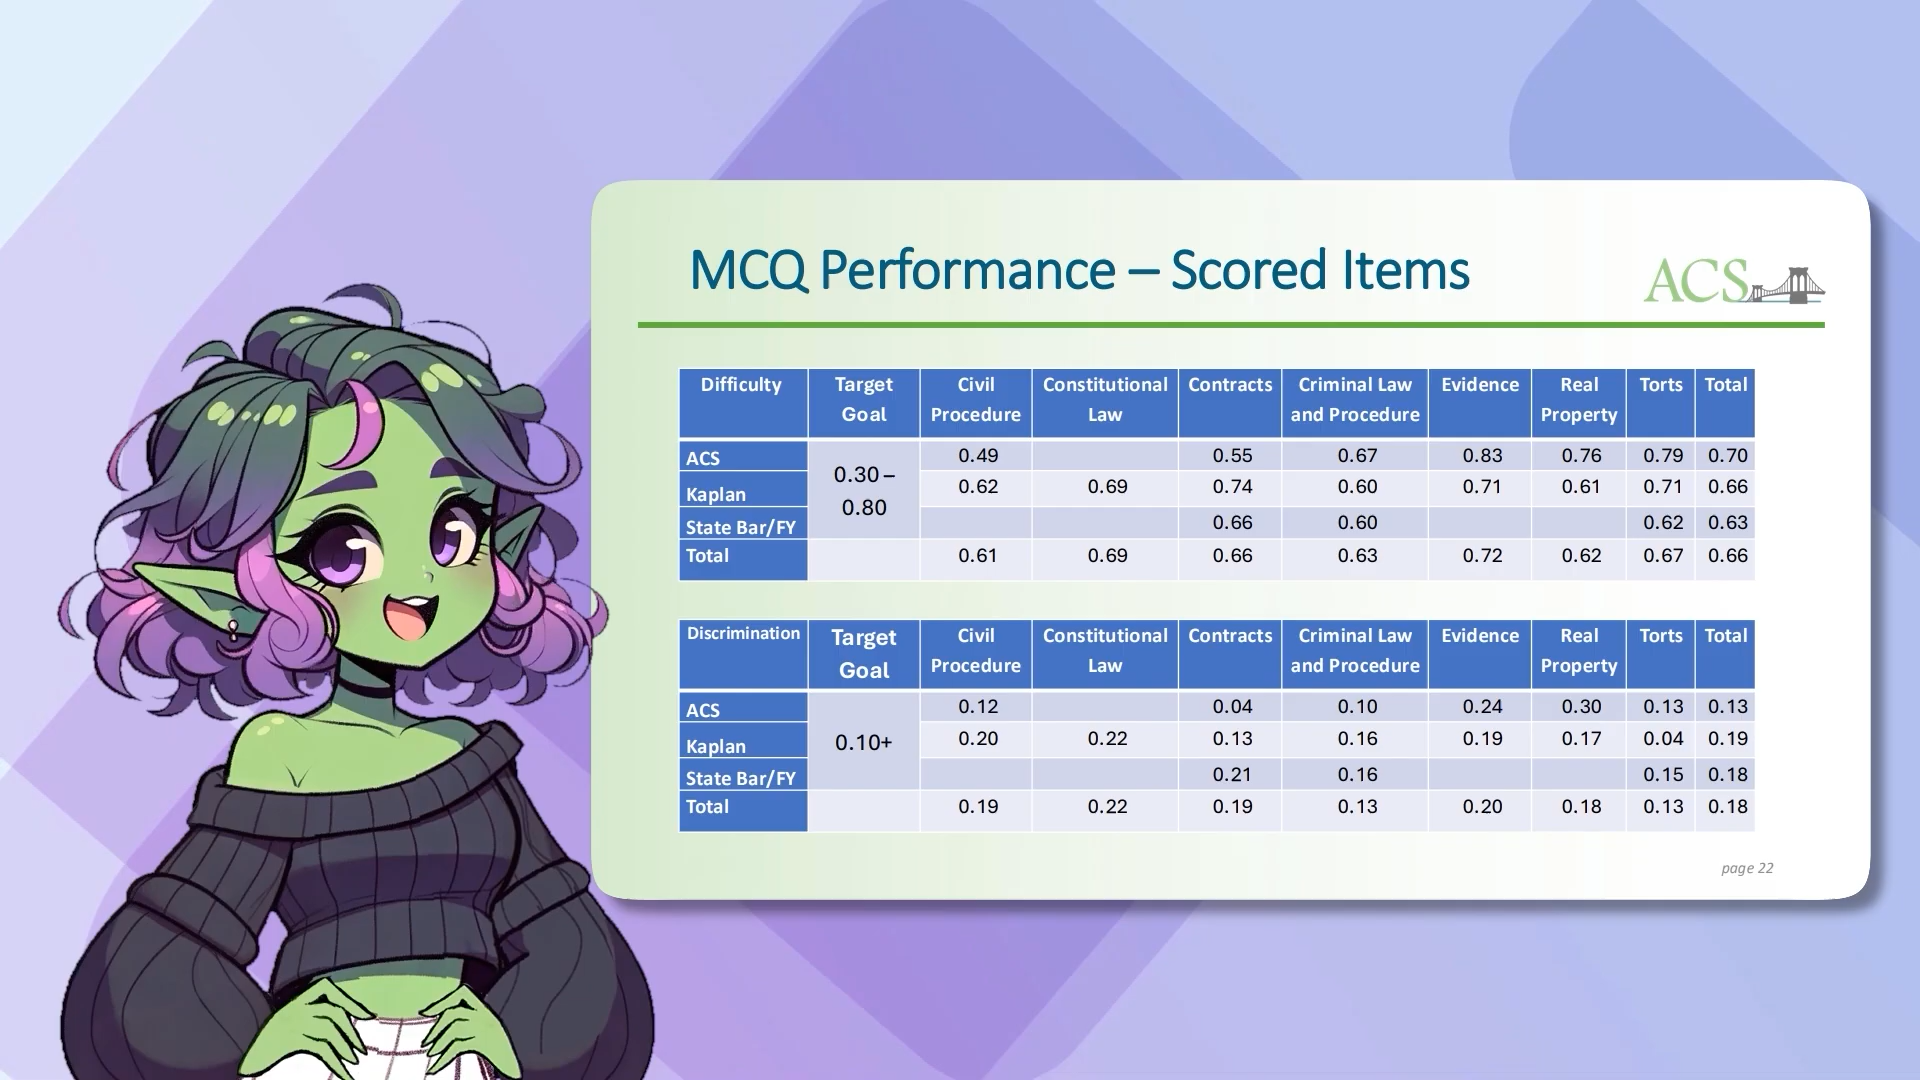 MCQ Performance – Scored Items
ACS
Difficulty Target Goal Civil Procedure Constitutional Law Contracts Criminal Law and Procedure Evidence Real Property Torts Total
ACS 0.30 – 0.80 0.49 0.55 0.67 0.83 0.76 0.79 0.70
Kaplan 0.62 0.69 0.74 0.60 0.71 0.61 0.71 0.66
State Bar/FY 0.66 0.60 0.62 0.63
Total 0.61 0.69 0.66 0.63 0.72 0.62 0.67 0.66
Discrimination Target Goal Civil Procedure Constitutional Law Contracts Criminal Law and Procedure Evidence Real Property Torts Total
ACS 0.10+ 0.12 0.04 0.10 0.24 0.30 0.13 0.13
Kaplan 0.20 0.22 0.13 0.16 0.19 0.17 0.04 0.19
State Bar/FY 0.21 0.16 0.15 0.18
Total 0.19 0.22 0.19 0.13 0.20 0.18 0.13 0.18
page 22